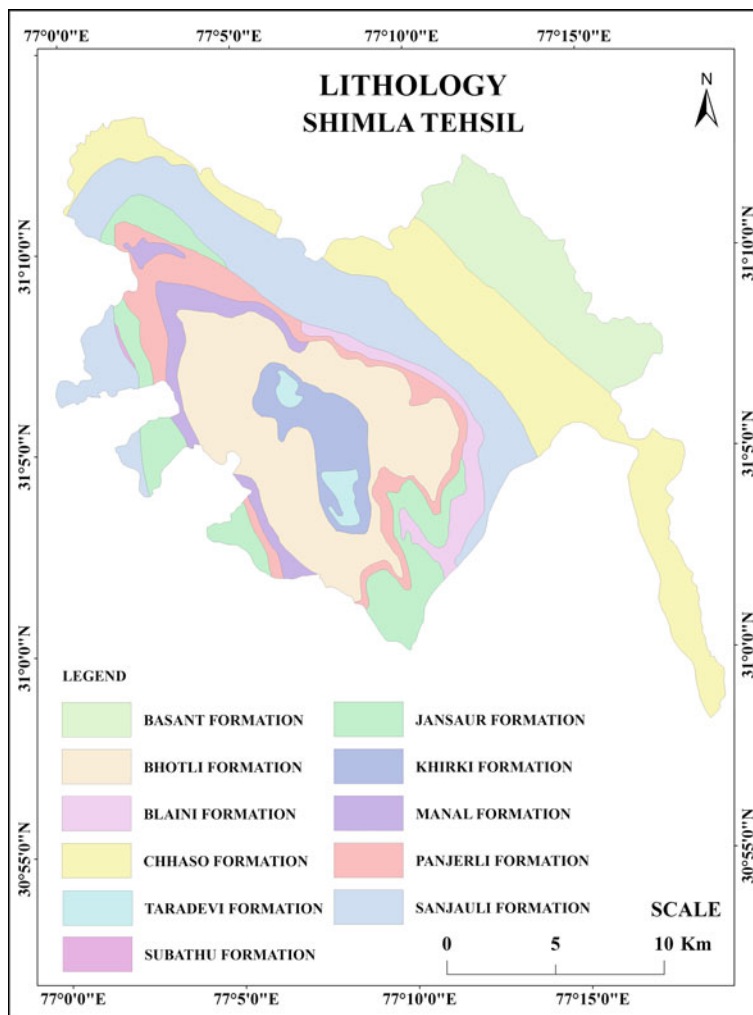 77°0'0"E 77°5'0"E 77°10'0"E 77°15'0"E
LITHOLOGY
SHIMLA TEHSIL
N
31°10'0"N 31°10'0"N
31°5'0"N 31°5'0"N
31°0'0"N 31°0'0"N
LEGEND
BASANT FORMATION
BHOTLI FORMATION
BLAINI FORMATION
CHHASO FORMATION
TARADEVI FORMATION
SUBATHU FORMATION
JANSAUR FORMATION
KHIRKI FORMATION
MANAL FORMATION
PANJERLI FORMATION
SANJAULI FORMATION
30°55'0"N 30°55'0"N
SCALE
0 5 10 Km
77°0'0"E 77°5'0"E 77°10'0"E 77°15'0"E